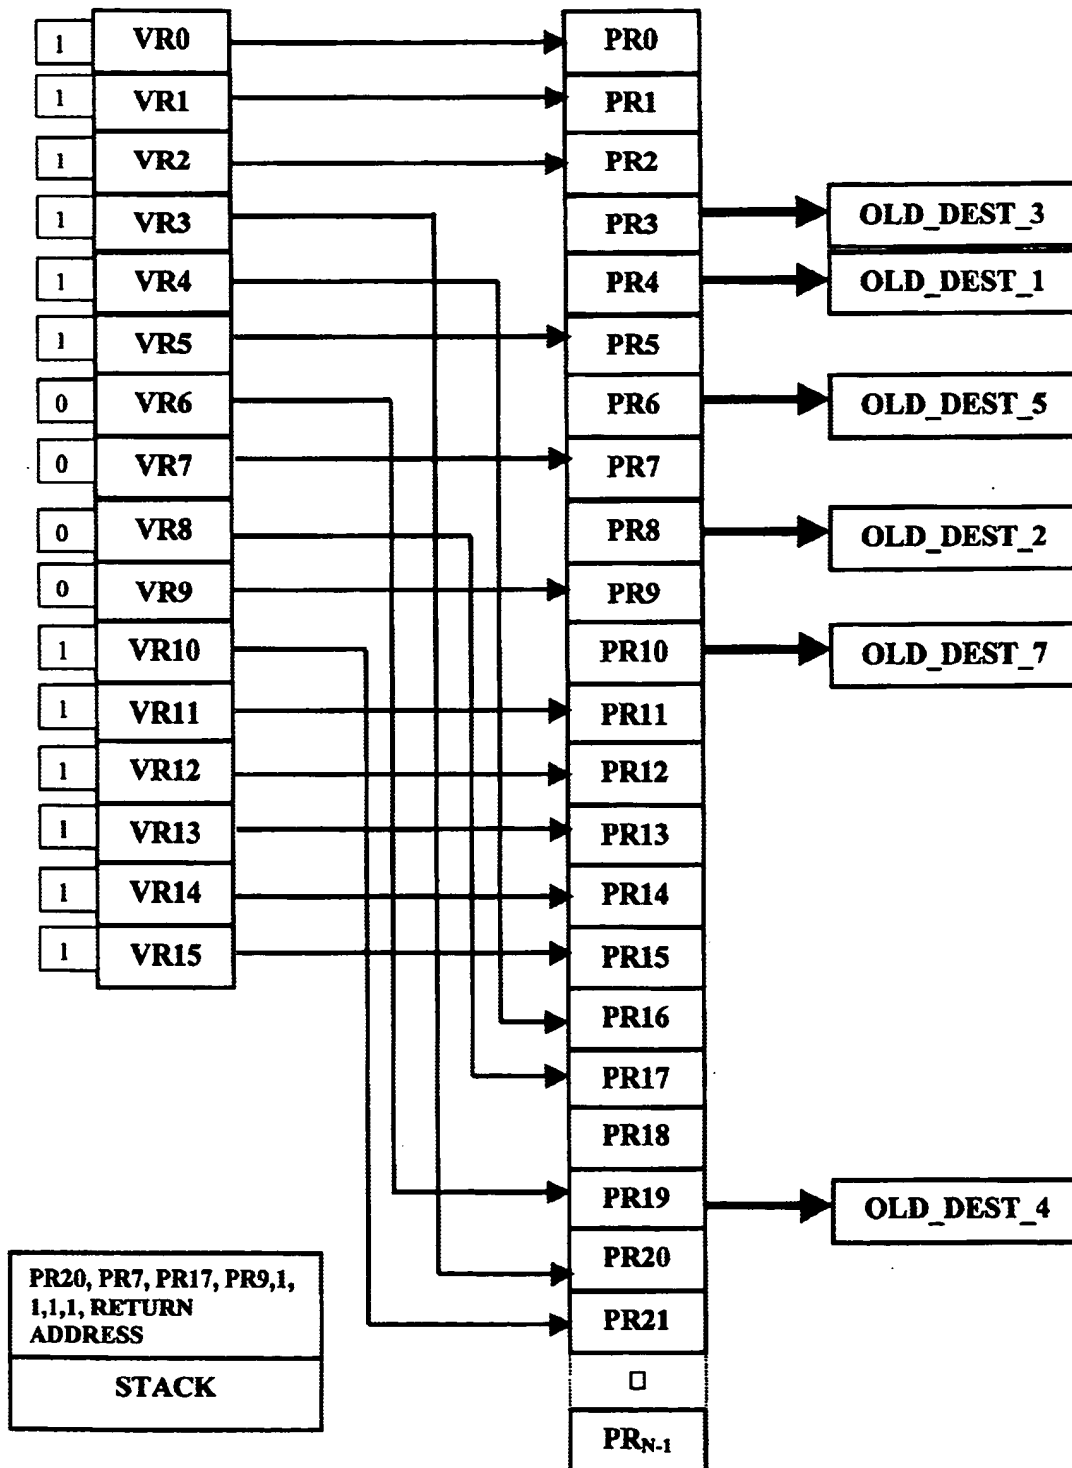 1 VR0 PR0
1 VR1 PR1
1 VR2 PR2
1 VR3 PR3 OLD_DEST_3
1 VR4 PR4 OLD_DEST_1
1 VR5 PR5
0 VR6 PR6 OLD_DEST_5
0 VR7 PR7
0 VR8 PR8 OLD_DEST_2
0 VR9 PR9
1 VR10 PR10 OLD_DEST_7
1 VR11 PR11
1 VR12 PR12
1 VR13 PR13
1 VR14 PR14
1 VR15 PR15
PR16
PR17
PR18
PR19 OLD_DEST_4
PR20
PR21
□
PRN-1
PR20, PR7, PR17, PR9,1,
1,1,1, RETURN
ADDRESS
STACK